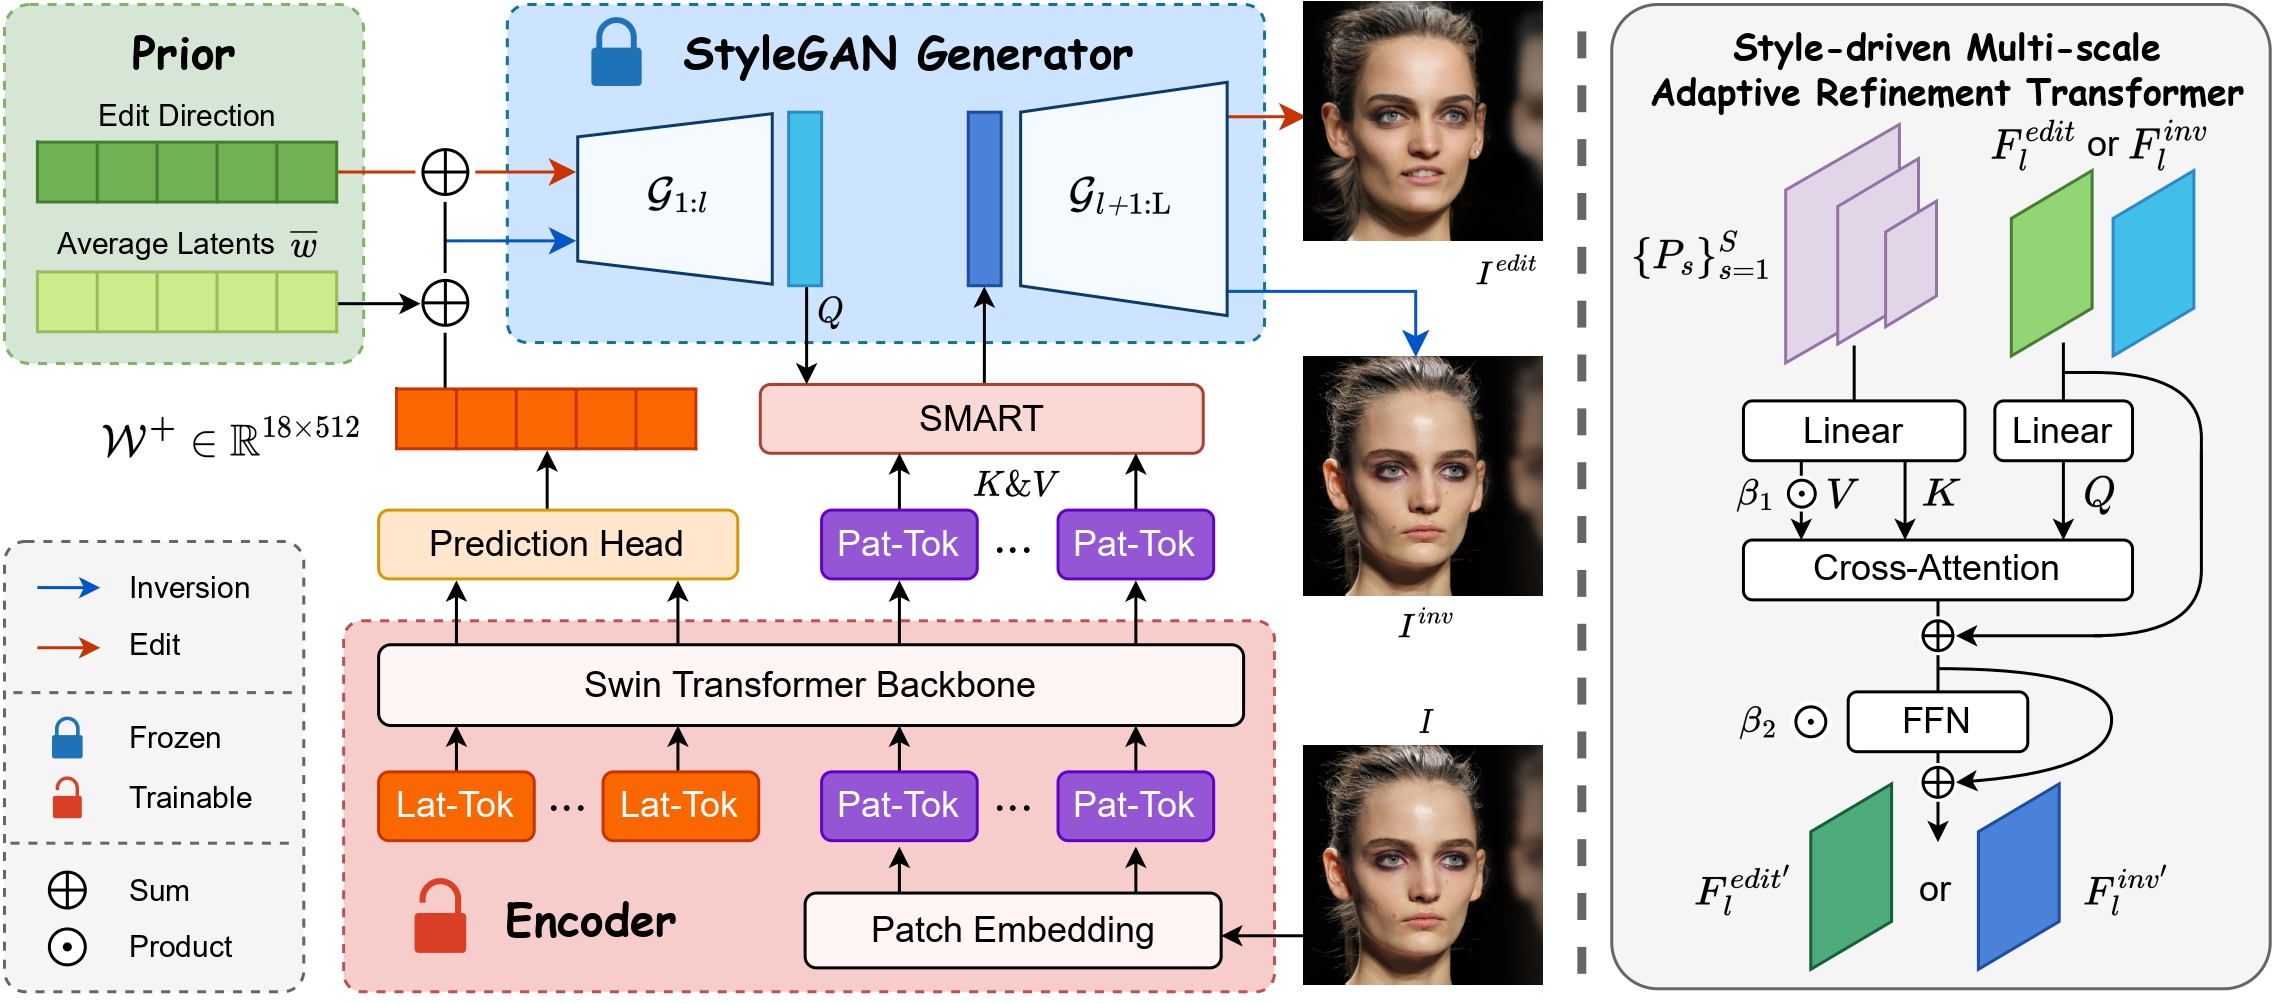 Prior
Edit Direction
Average Latents $\overline{w}$
StyleGAN Generator
$\mathcal{G}_{1:l}$
$\mathcal{G}_{l+1:\mathrm{L}}$
$Q$
$I^{edit}$
$\mathcal{W}^{+} \in \mathbb{R}^{18 \times 512}$
SMART
$K \& V$
Prediction Head
Pat-Tok ... Pat-Tok
$I^{inv}$
Swin Transformer Backbone
Lat-Tok ... Lat-Tok Pat-Tok ... Pat-Tok
$I$
Encoder
Patch Embedding
Inversion
Edit
Frozen
Trainable
Sum
Product
Style-driven Multi-scale
Adaptive Refinement Transformer
$F_l^{edit}$ or $F_l^{inv}$
$\{P_s\}_{s=1}^{S}$
Linear Linear
$\beta_1$ $V$ $K$ $Q$
Cross-Attention
$\beta_2$ FFN
$F_l^{edit'}$ or $F_l^{inv'}$